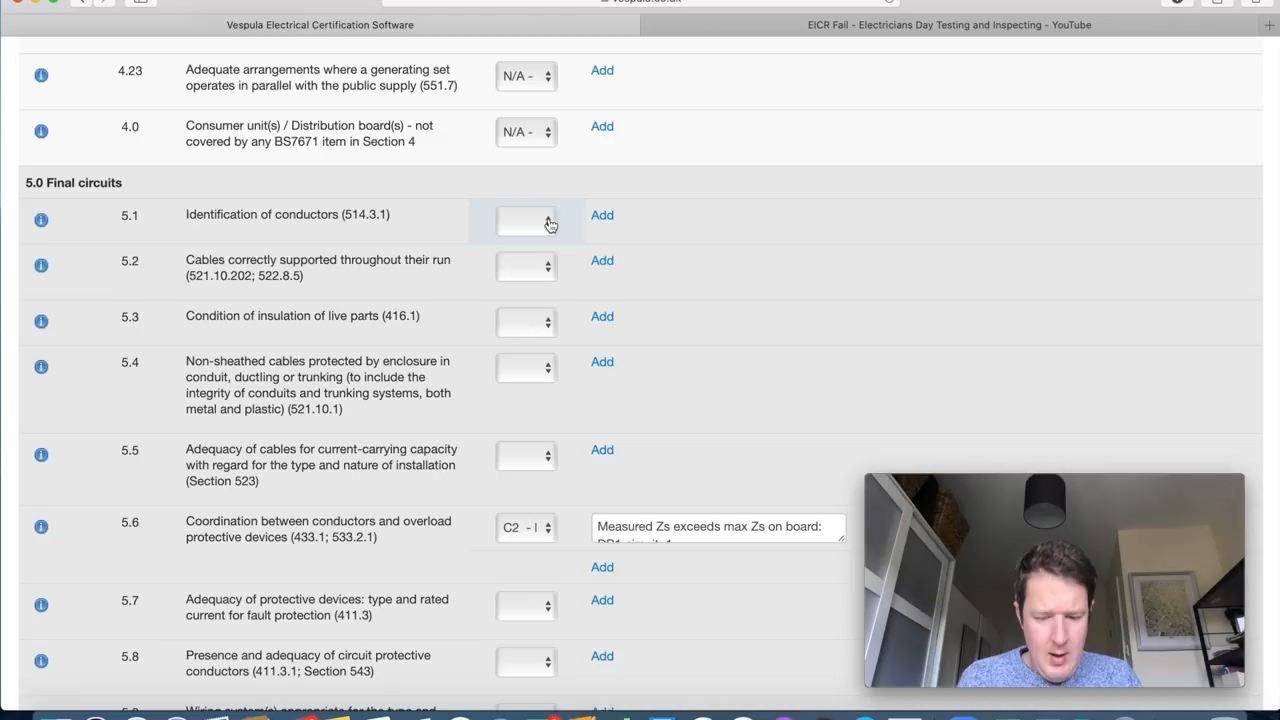 Vespula Electrical Certification Software
EICR Fail - Electricians Day Testing and Inspecting - YouTube
4.23 Adequate arrangements where a generating set N/A - Add
operates in parallel with the public supply (551.7)
4.0 Consumer unit(s) / Distribution board(s) - not N/A - Add
covered by any BS7671 item in Section 4
5.0 Final circuits
5.1 Identification of conductors (514.3.1) Add
5.2 Cables correctly supported throughout their run Add
(521.10.202; 522.8.5)
5.3 Condition of insulation of live parts (416.1) Add
5.4 Non-sheathed cables protected by enclosure in Add
conduit, ductling or trunking (to include the
integrity of conduits and trunking systems, both
metal and plastic) (521.10.1)
5.5 Adequacy of cables for current-carrying capacity Add
with regard for the type and nature of installation
(Section 523)
5.6 Coordination between conductors and overload C2 - I Measured Zs exceeds max Zs on board:
protective devices (433.1; 533.2.1)
Add
5.7 Adequacy of protective devices: type and rated Add
current for fault protection (411.3)
5.8 Presence and adequacy of circuit protective Add
conductors (411.3.1; Section 543)